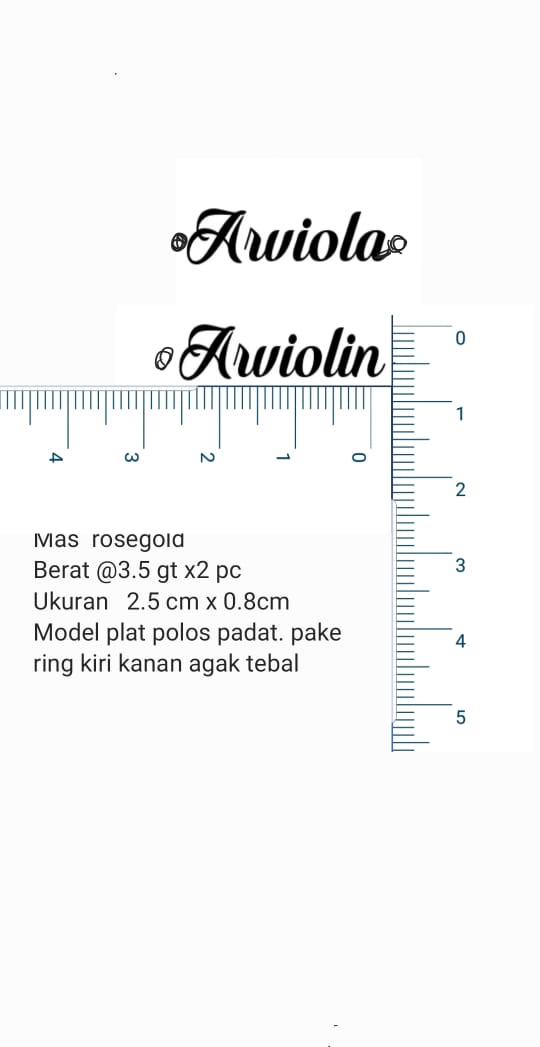 Arviola
Arviolin
0
1
2
3
4
5
4 3 2 1 0
Mas rosegold
Berat @3.5 gt x2 pc
Ukuran 2.5 cm x 0.8cm
Model plat polos padat. pake
ring kiri kanan agak tebal